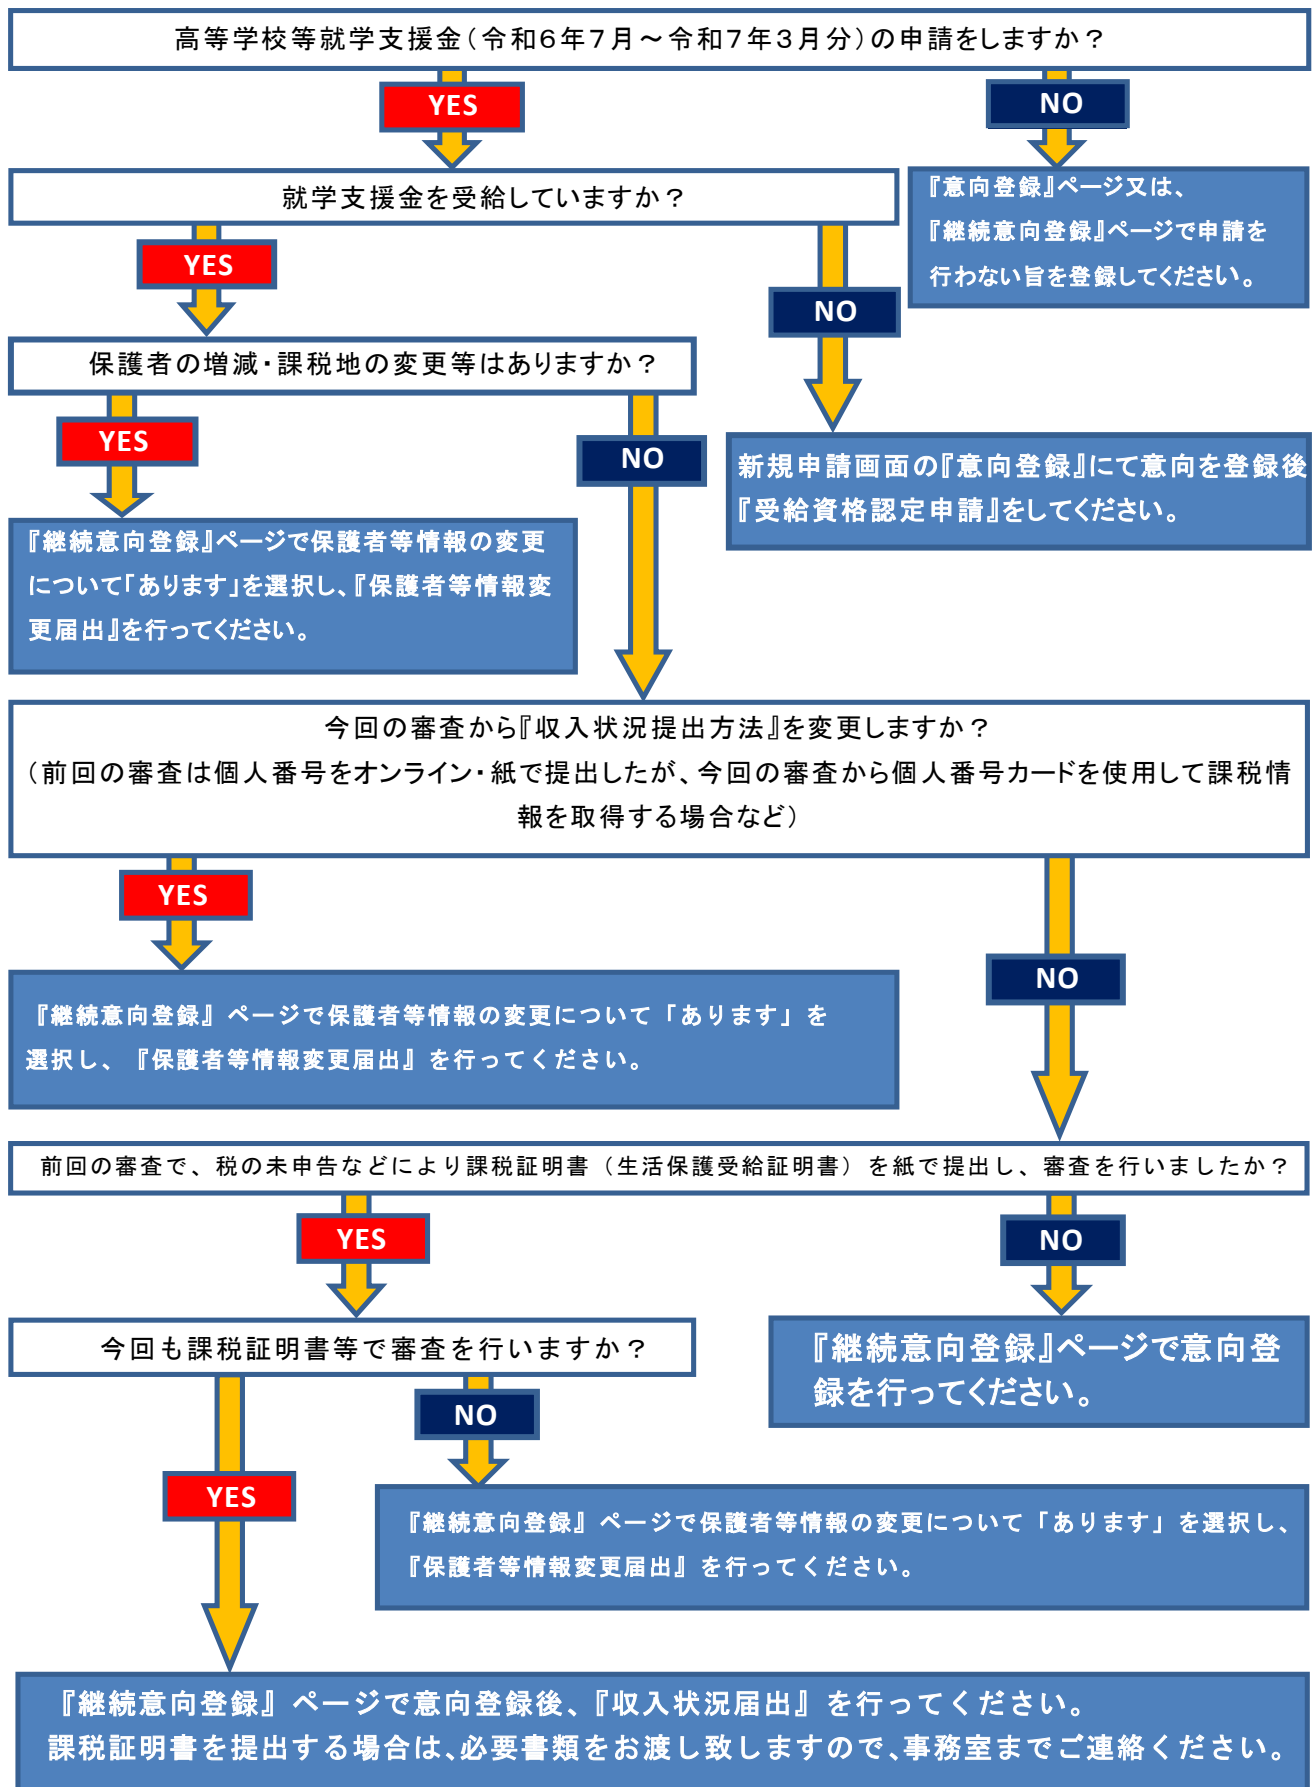 高等学校等就学支援金(令和6年7月～令和7年3月分)の申請をしますか？
YES
NO
就学支援金を受給していますか？
『意向登録』ページ又は、
『継続意向登録』ページで申請を
行わない旨を登録してください。
YES
NO
保護者の増減・課税地の変更等はありますか？
YES
NO
新規申請画面の『意向登録』にて意向を登録後
『受給資格認定申請』をしてください。
『継続意向登録』ページで保護者等情報の変更
について「あります」を選択し、『保護者等情報変
更届出』を行ってください。
今回の審査から『収入状況提出方法』を変更しますか？
(前回の審査は個人番号をオンライン・紙で提出したが、今回の審査から個人番号カードを使用して課税情
報を取得する場合など)
YES
NO
『継続意向登録』ページで保護者等情報の変更について「あります」を
選択し、『保護者等情報変更届出』を行ってください。
前回の審査で、税の未申告などにより課税証明書(生活保護受給証明書)を紙で提出し、審査を行いましたか？
YES
NO
今回も課税証明書等で審査を行いますか？
『継続意向登録』ページで意向登
録を行ってください。
NO
YES
『継続意向登録』ページで保護者等情報の変更について「あります」を選択し、
『保護者等情報変更届出』を行ってください。
『継続意向登録』ページで意向登録後、『収入状況届出』を行ってください。
課税証明書を提出する場合は、必要書類をお渡し致しますので、事務室までご連絡ください。